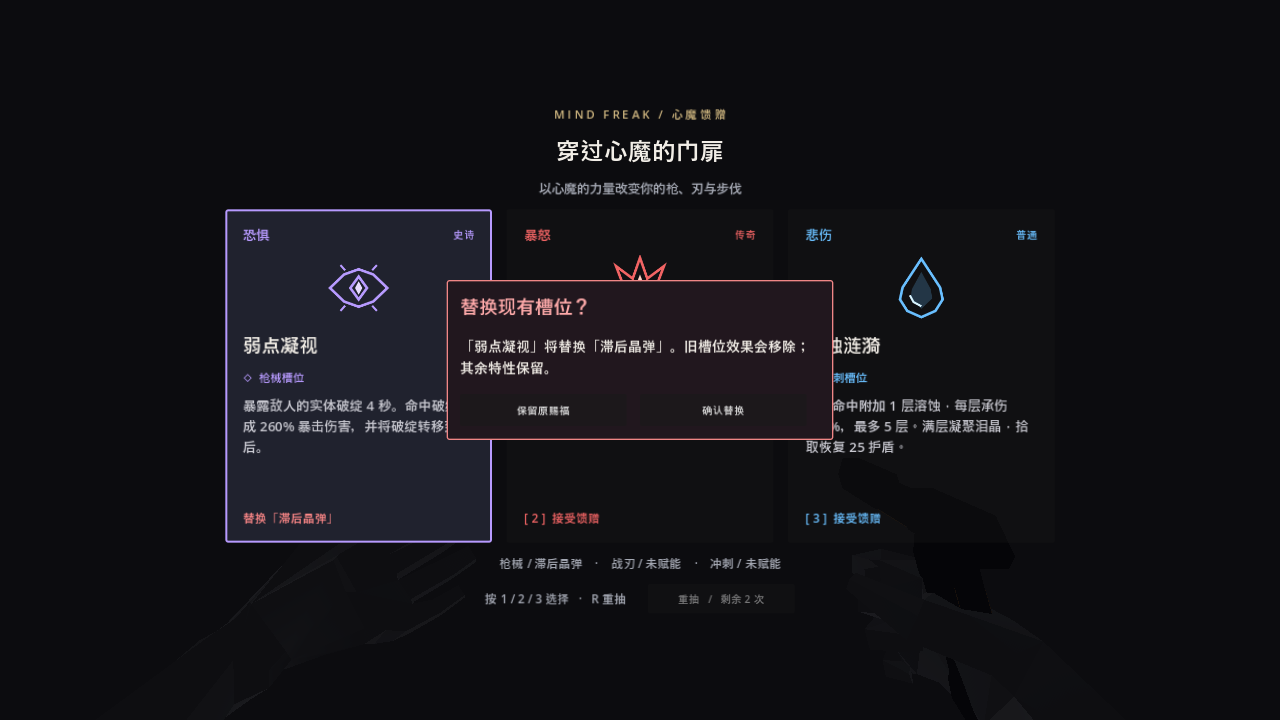 MIND FREAK / 心魔馈赠
穿过心魔的门扉
以心魔的力量改变你的枪、刃与步伐
恐惧
史诗
弱点凝视
◇ 枪械槽位
暴露敌人的实体破绽 4 秒。命中破
成 260% 暴击伤害，并将破绽转移
后。
替换「滞后晶弹」
暴怒
传奇
[ 2 ] 接受馈赠
悲伤
普通
蚀涟漪
刺槽位
命中附加 1 层溶蚀 · 每层承伤
%，最多 5 层。满层凝聚泪晶 · 拾
取恢复 25 护盾。
[ 3 ] 接受馈赠
替换现有槽位？
「弱点凝视」将替换「滞后晶弹」。旧槽位效果会移除；
其余特性保留。
保留原赐福
确认替换
枪械 / 滞后晶弹 · 战刃 / 未赋能 · 冲刺 / 未赋能
按 1 / 2 / 3 选择 · R 重抽
重抽 / 剩余 2 次